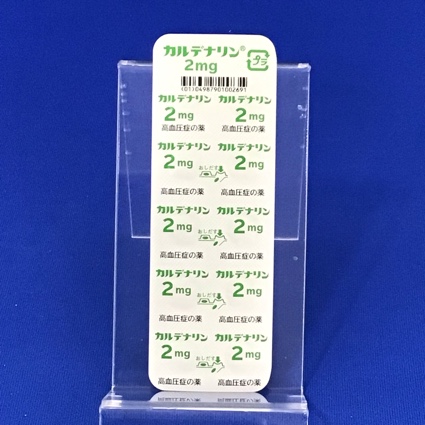 カルデナリン®
2mg
プラ
(01)04987901002691
カルデナリン カルデナリン
2mg 2mg
高血圧症の薬 高血圧症の薬
カルデナリン カルデナリン
2mg 2mg
おしだす
高血圧症の薬 高血圧症の薬
カルデナリン カルデナリン
2mg 2mg
おしだす
高血圧症の薬 高血圧症の薬
カルデナリン カルデナリン
2mg 2mg
おしだす
高血圧症の薬 高血圧症の薬
カルデナリン カルデナリン
2mg 2mg
おしだす
高血圧症の薬 高血圧症の薬